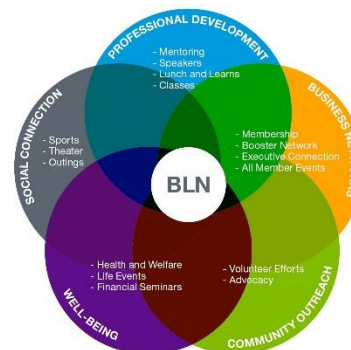 PROFESSIONAL DEVELOPMENT
- Mentoring
- Speakers
- Lunch and Learns
- Classes
SOCIAL CONNECTION
- Sports
- Theater
- Outings
BUSINESS
- Membership
- Booster Network
- Executive Connection
- All Member Events
BLN
- Health and Welfare
- Life Events
- Financial Seminars
- Volunteer Efforts
- Advocacy
WELL-BEING
COMMUNITY OUTREACH